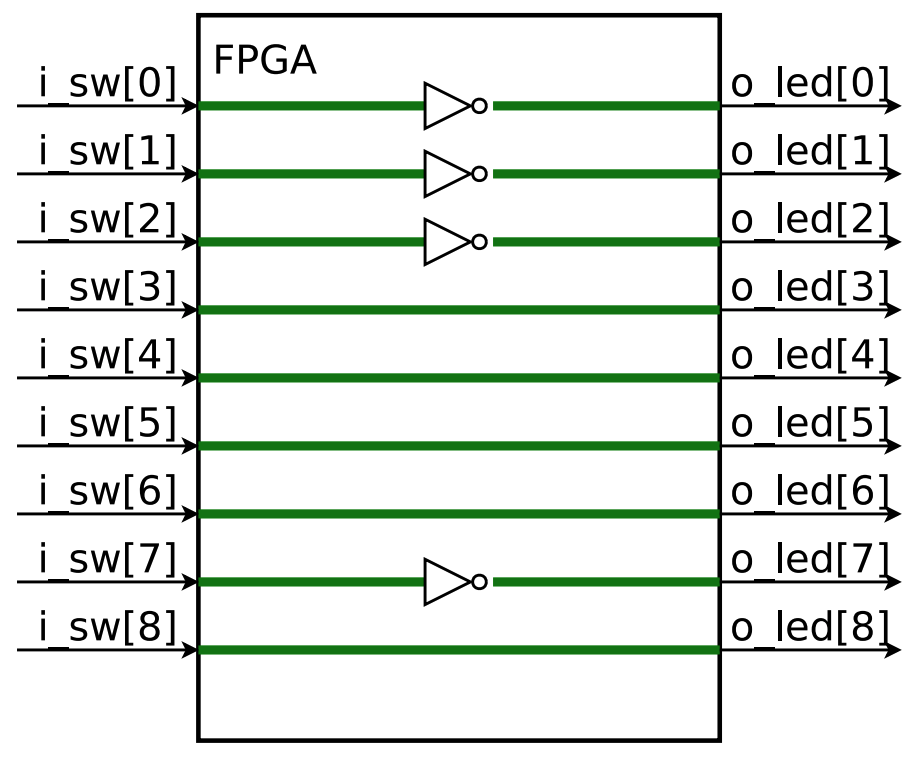 FPGA
i_sw[0] o_led[0]
i_sw[1] o_led[1]
i_sw[2] o_led[2]
i_sw[3] o_led[3]
i_sw[4] o_led[4]
i_sw[5] o_led[5]
i_sw[6] o_led[6]
i_sw[7] o_led[7]
i_sw[8] o_led[8]